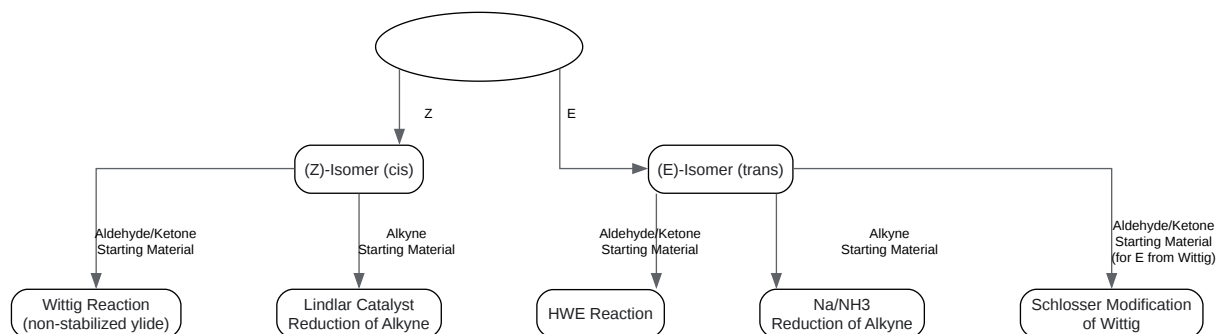 Z
E
(Z)-Isomer (cis)
(E)-Isomer (trans)
Aldehyde/Ketone
Starting Material
Alkyne
Starting Material
Aldehyde/Ketone
Starting Material
Alkyne
Starting Material
Aldehyde/Ketone
Starting Material
(for E from Wittig)
Wittig Reaction
(non-stabilized ylide)
Lindlar Catalyst
Reduction of Alkyne
HWE Reaction
Na/NH3
Reduction of Alkyne
Schlosser Modification
of Wittig